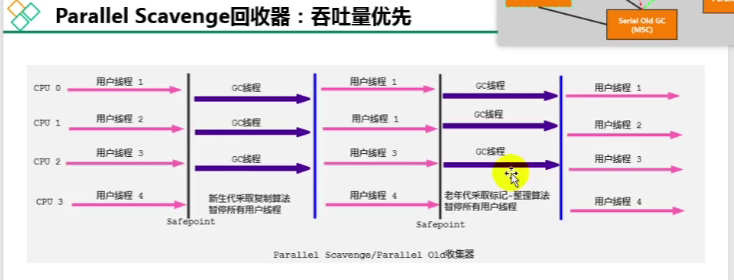 Parallel Scavenge回收器：吞吐量优先
Serial Old GC
(MSC)
CPU 0
用户线程 1
GC线程
用户线程 1
GC线程
用户线程 1
CPU 1
用户线程 2
GC线程
用户线程 1
GC线程
用户线程 2
CPU 2
用户线程 3
GC线程
用户线程 3
GC线程
用户线程 3
CPU 3
用户线程 4
新生代采取复制算法
暂停所有用户线程
用户线程 4
老年代采取标记-整理算法
暂停所有用户线程
用户线程 4
Safepoint
Safepoint
Parallel Scavenge/Parallel Old收集器